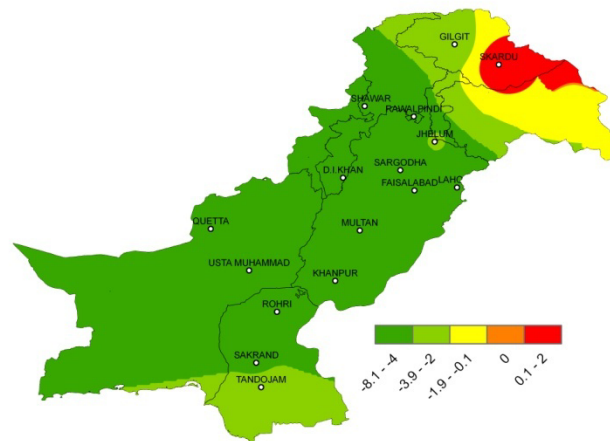 GILGIT
SKARDU
SHAWAR
RAWALPINDI
JHELUM
SARGODHA
D.I.KHAN
FAISALABAD
LAHO
QUETTA
MULTAN
USTA MUHAMMAD
KHANPUR
ROHRI
SAKRAND
TANDOJAM
-8.1 - -4
-3.9 - -2
-1.9 - -0.1
0
0.1 - 2